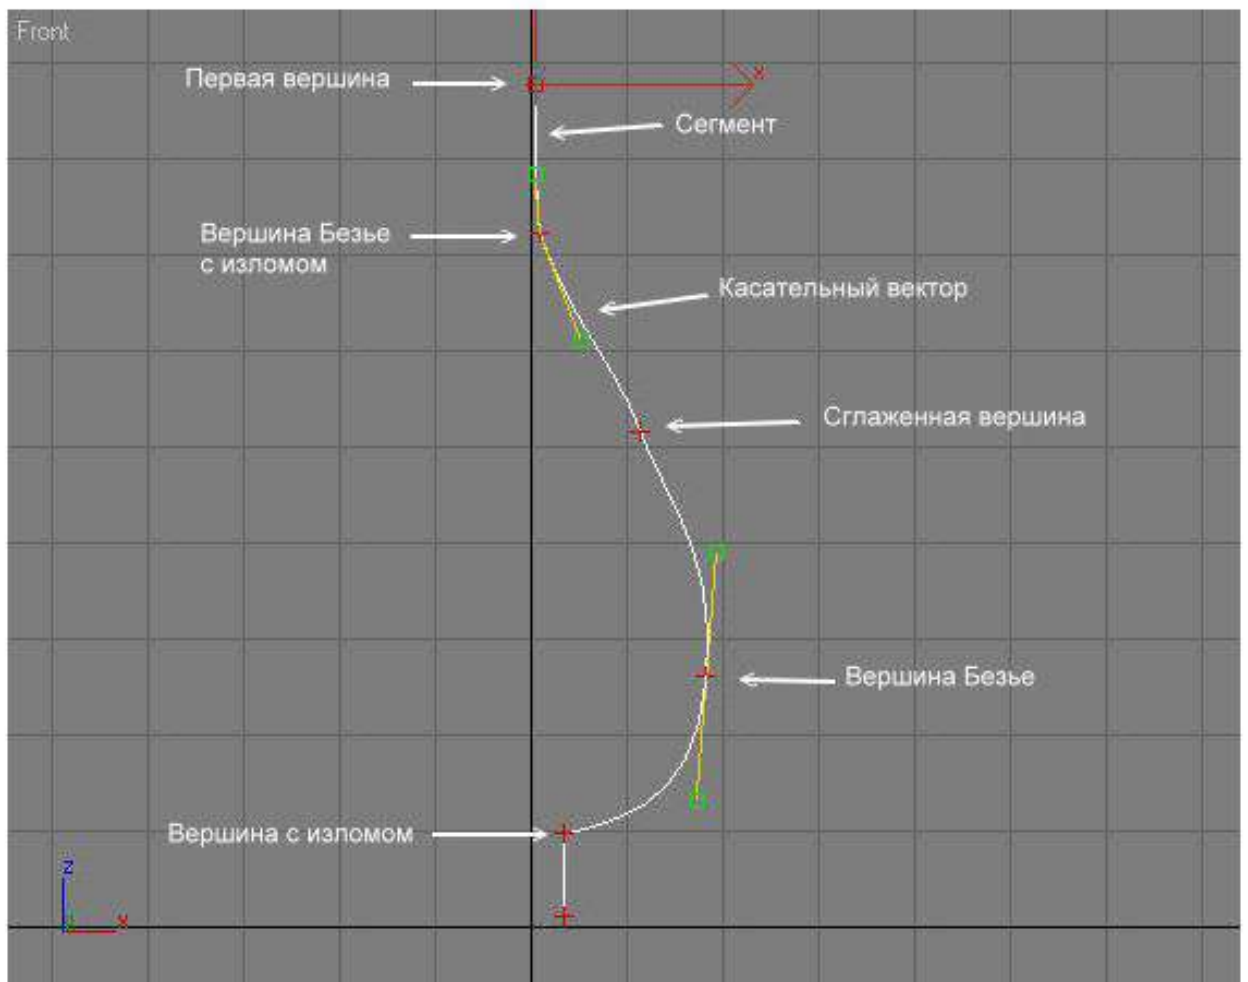 Front
Первая вершина
x
Сегмент
Вершина Безье
с изломом
Касательный вектор
Сглаженная вершина
Вершина Безье
Вершина с изломом
z
x